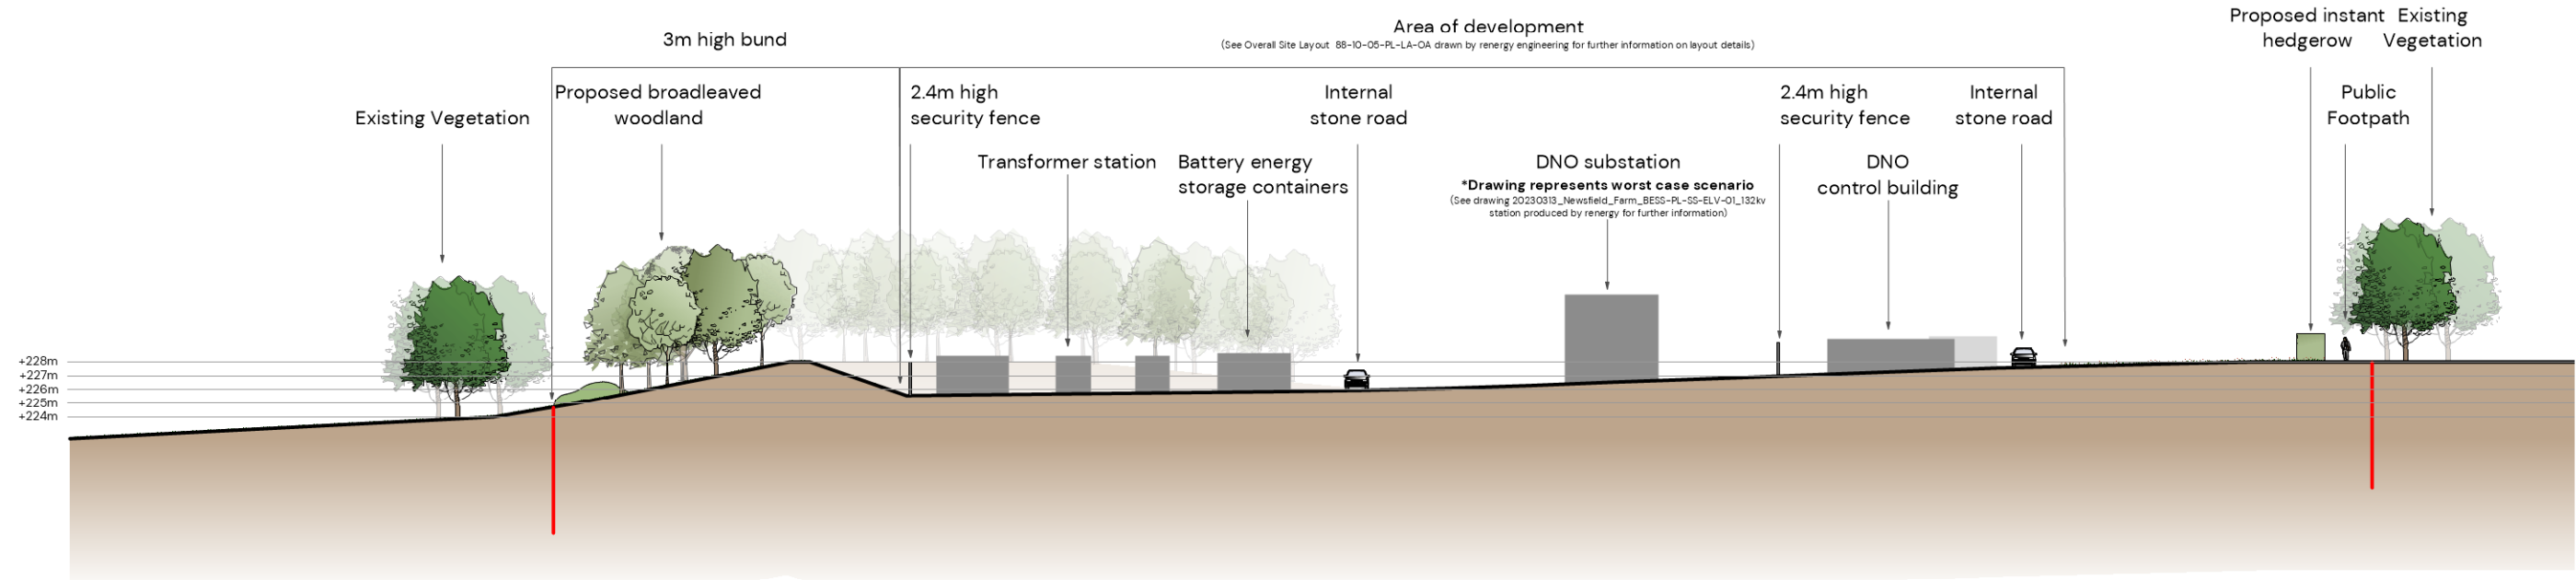 Area of development
(See Overall Site Layout 88-10-05-PL-LA-OA drawn by renergy engineering for further information on layout details)
3m high bund
Proposed instant
hedgerow
Existing
Vegetation
Existing Vegetation
Proposed broadleaved
woodland
2.4m high
security fence
Transformer station
Battery energy
storage containers
Internal
stone road
DNO substation
*Drawing represents worst case scenario
(See drawing 20230313_Newsfield_Farm_BESS-PL-SS-ELV-01_132kv
station produced by renergy for further information)
2.4m high
security fence
DNO
control building
Internal
stone road
Public
Footpath
+228m
+227m
+226m
+225m
+224m